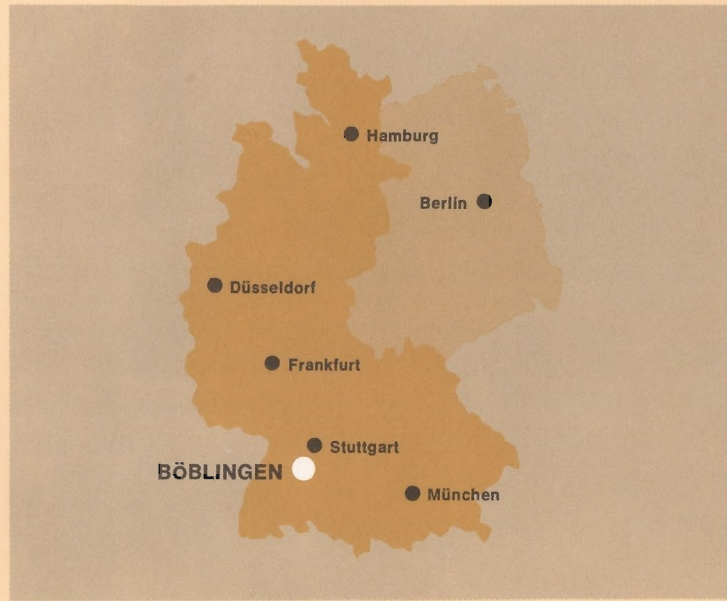 Hamburg
Berlin
Düsseldorf
Frankfurt
Stuttgart
BÖBLINGEN
München